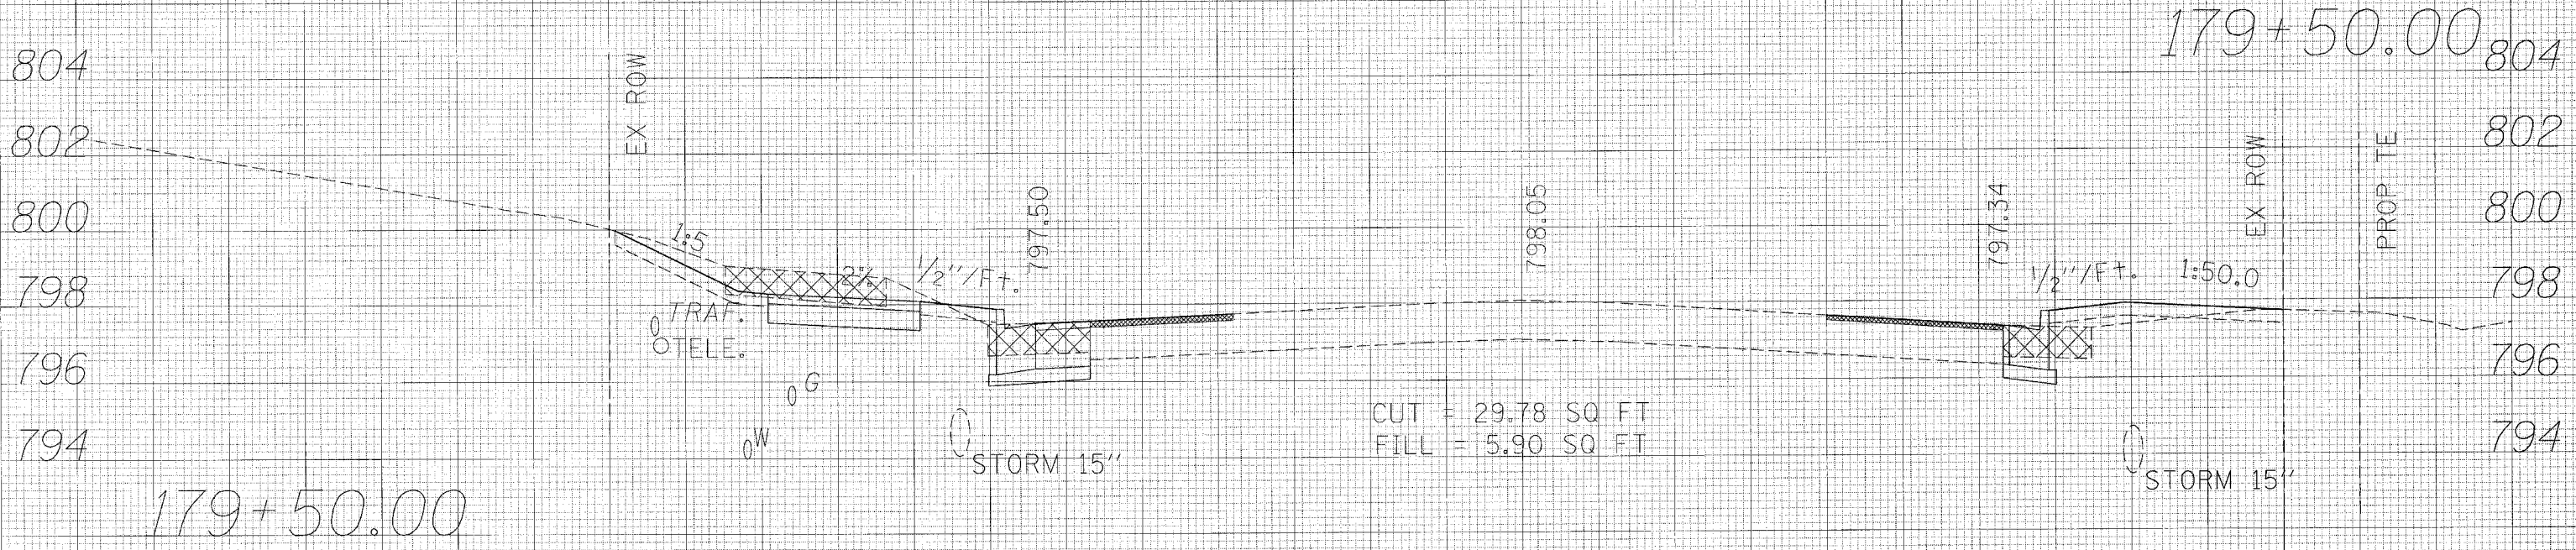 179+50.00
804
804
EX ROW
802
802
EX ROW
PROP TE
800
800
797.50
798.05
797.34
1:5
2%
1/2"/Ft.
1/2"/Ft.
1:50.0
798
798
TRAF.
TELE.
796
796
G
CUT = 29.78 SQ FT
FILL = 5.90 SQ FT
794
794
W
STORM 15"
STORM 15"
179+50.00